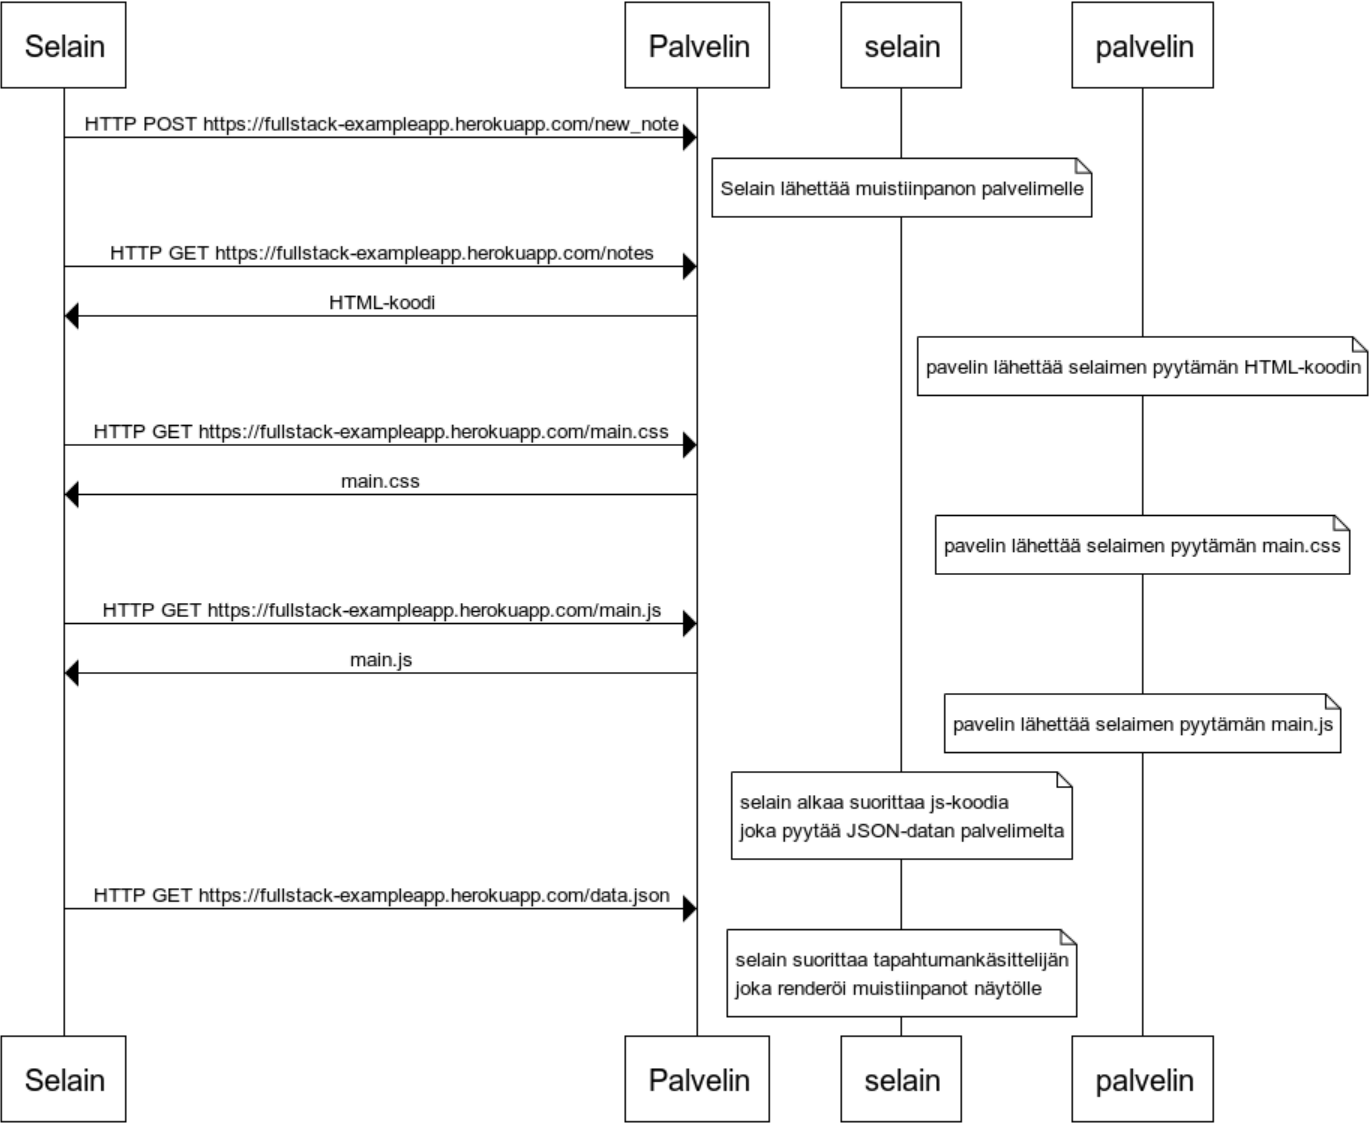 Selain
Palvelin
selain
palvelin
HTTP POST https://fullstack-exampleapp.herokuapp.com/new_note
Selain lähettää muistiinpanon palvelimelle
HTTP GET https://fullstack-exampleapp.herokuapp.com/notes
HTML-koodi
pavelin lähettää selaimen pyytämän HTML-koodin
HTTP GET https://fullstack-exampleapp.herokuapp.com/main.css
main.css
pavelin lähettää selaimen pyytämän main.css
HTTP GET https://fullstack-exampleapp.herokuapp.com/main.js
main.js
pavelin lähettää selaimen pyytämän main.js
selain alkaa suorittaa js-koodia
joka pyytää JSON-datan palvelimelta
HTTP GET https://fullstack-exampleapp.herokuapp.com/data.json
selain suorittaa tapahtumankäsittelijän
joka renderöi muistiinpanot näytölle
Selain
Palvelin
selain
palvelin